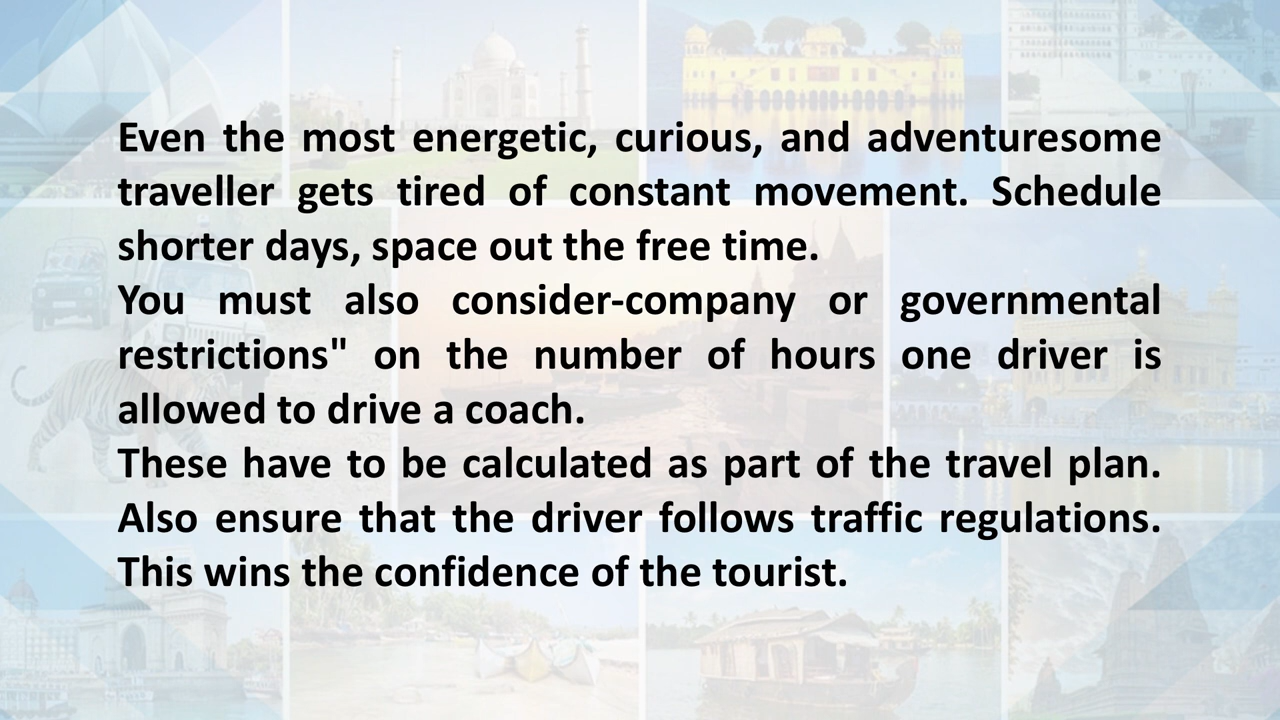 Even the most energetic, curious, and adventuresome
traveller gets tired of constant movement. Schedule
shorter days, space out the free time.
You must also consider-company or governmental
restrictions" on the number of hours one driver is
allowed to drive a coach.
These have to be calculated as part of the travel plan.
Also ensure that the driver follows traffic regulations.
This wins the confidence of the tourist.